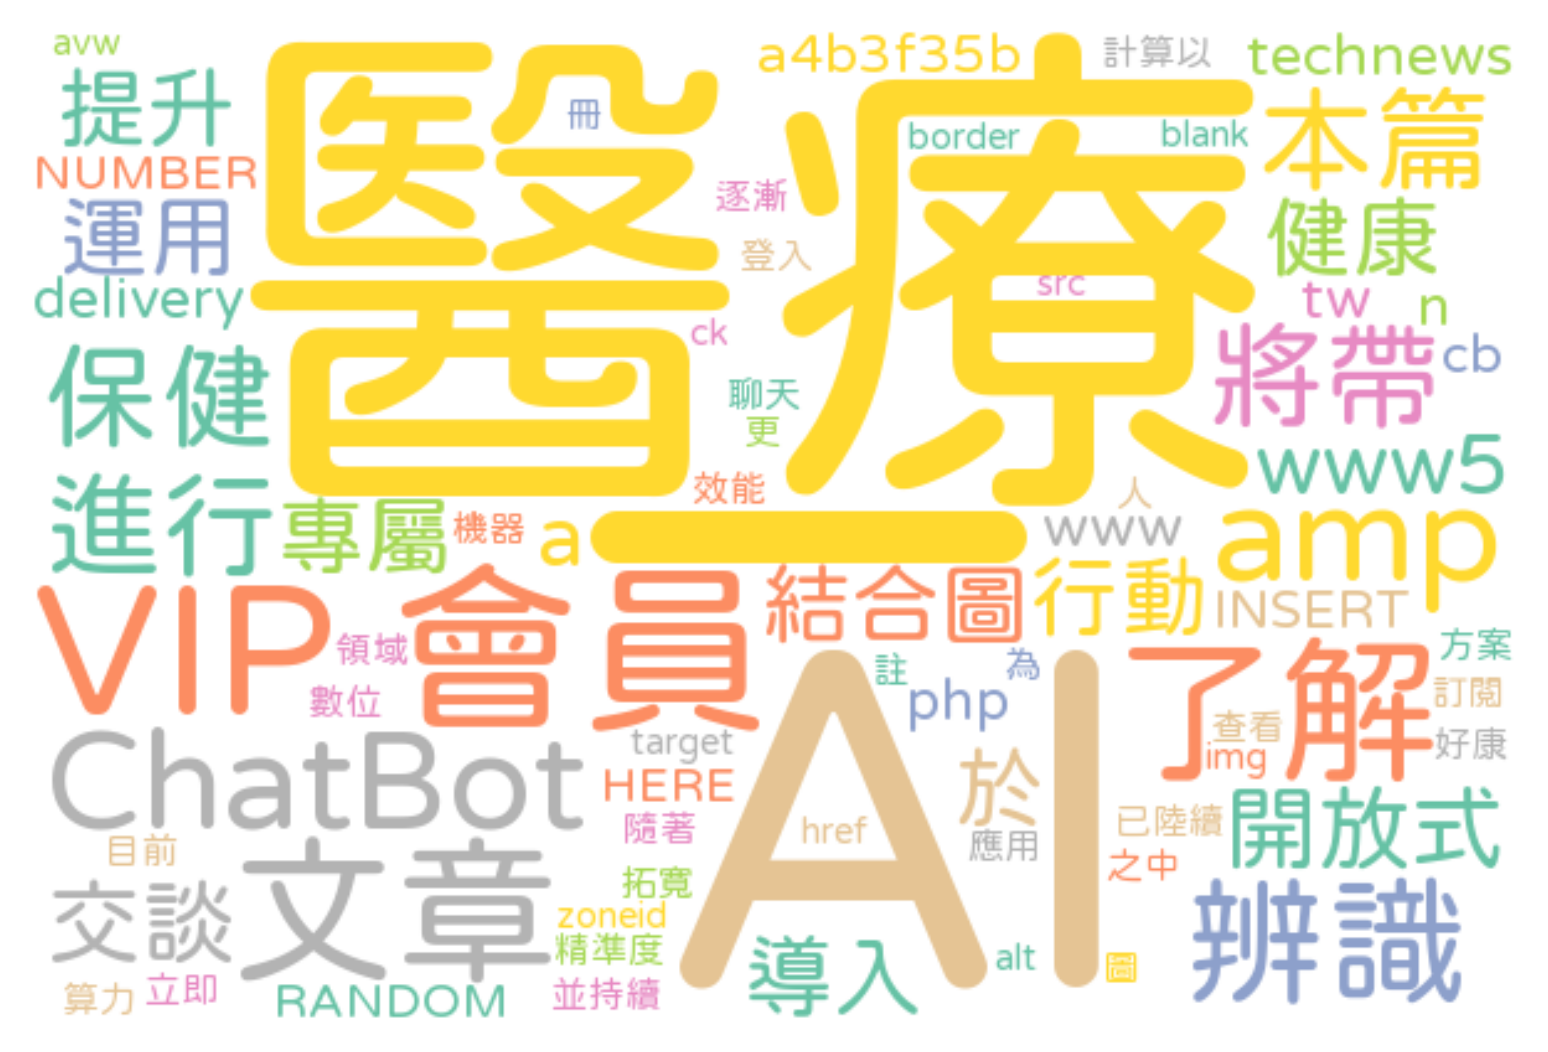 avw
醫療
a4b3f35b
計算以
technews
提升
冊
border
blank
本篇
NUMBER
逐漸
運用
登入
健康
src
tw
n
delivery
ck
將帶
cb
保健
聊天
更
www5
效能
人
進行
專屬
機器
a
一
www
amp
VIP
會員
結合
圖
行動
INSERT
領域
註
為
了解
方案
數位
php
訂閱
ChatBot
target
AI
查看
好康
img
HERE
於
隨著
href
應用
已陸續
開放式
目前
文章
之中
交談
拓寬
zoneid
辨識
精準度
導入
alt
圖
算力
立即
RANDOM
並持續